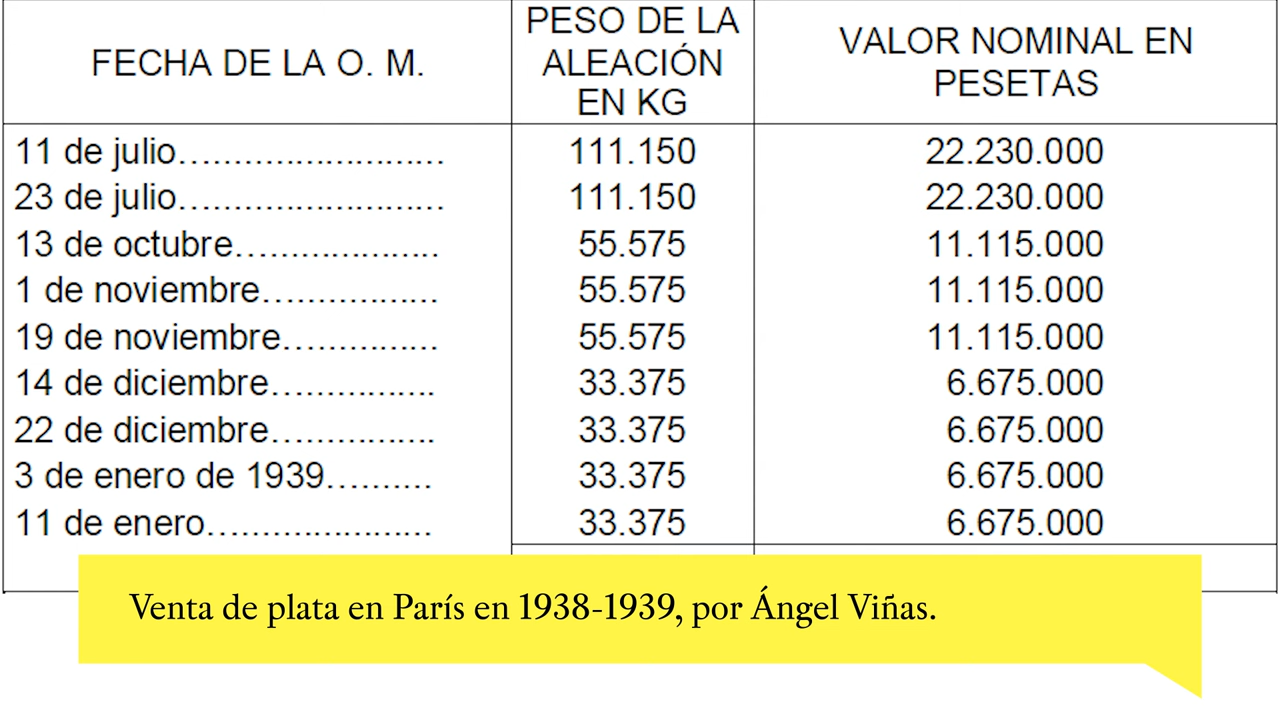 FECHA DE LA O. M.
PESO DE LA
ALEACIÓN
EN KG
VALOR NOMINAL EN
PESETAS
11 de julio……………………… 111.150 22.230.000
23 de julio……………………… 111.150 22.230.000
13 de octubre………………… 55.575 11.115.000
1 de noviembre……………… 55.575 11.115.000
19 de noviembre…………… 55.575 11.115.000
14 de diciembre…………… 33.375 6.675.000
22 de diciembre…………… 33.375 6.675.000
3 de enero de 1939………. 33.375 6.675.000
11 de enero………………… 33.375 6.675.000
Venta de plata en París en 1938-1939, por Ángel Viñas.